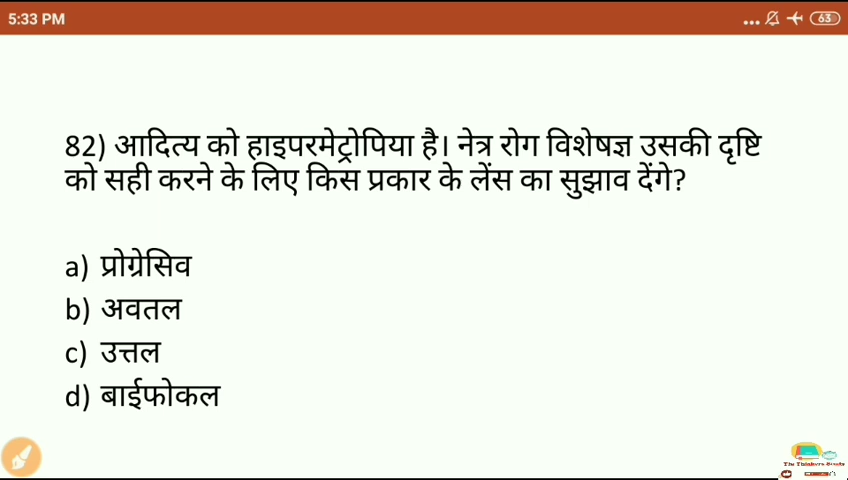 5:33 PM
63
82) आदित्य को हाइपरमेट्रोपिया है। नेत्र रोग विशेषज्ञ उसकी दृष्टि
को सही करने के लिए किस प्रकार के लेंस का सुझाव देंगे?
a) प्रोग्रेसिव
b) अवतल
c) उत्तल
d) बाईफोकल